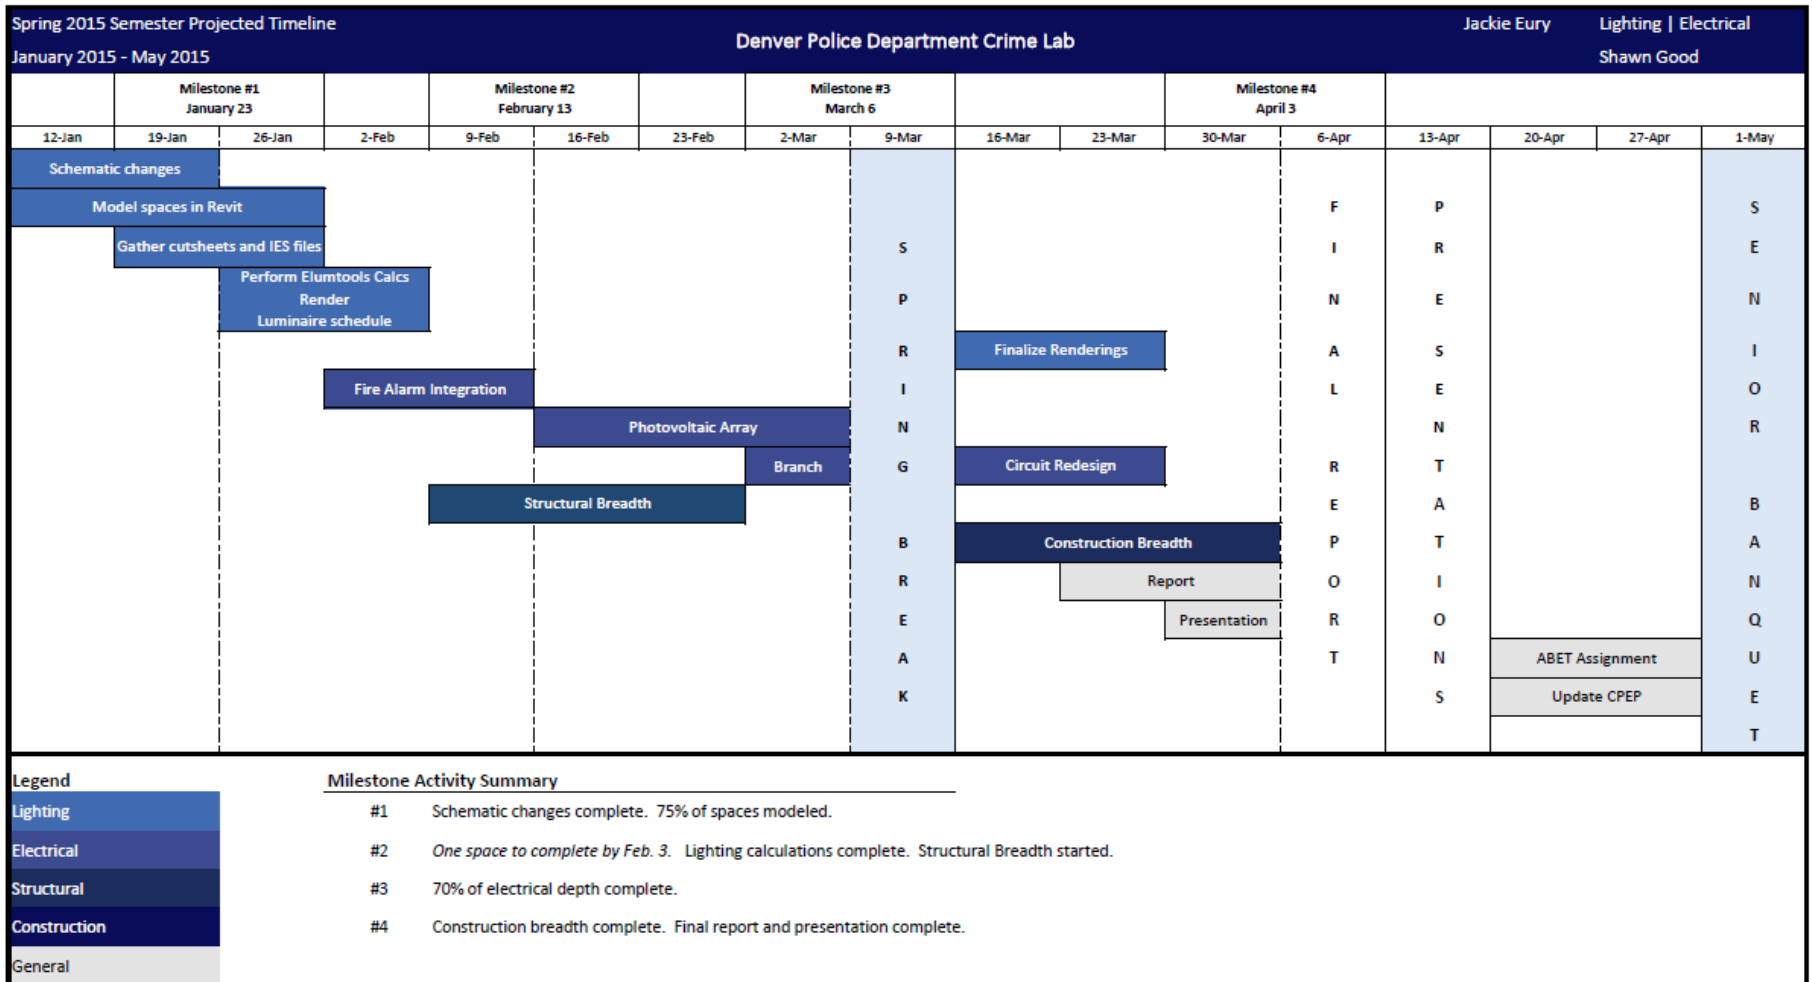 Spring 2015 Semester Projected Timeline
January 2015 - May 2015
Denver Police Department Crime Lab
Jackie Eury
Lighting | Electrical
Shawn Good
Milestone #1
January 23
Milestone #2
February 13
Milestone #3
March 6
Milestone #4
April 3
12-Jan 19-Jan 26-Jan 2-Feb 9-Feb 16-Feb 23-Feb 2-Mar 9-Mar 16-Mar 23-Mar 30-Mar 6-Apr 13-Apr 20-Apr 27-Apr 1-May
Schematic changes
Model spaces in Revit
Gather cutsheets and IES files
Perform Elumtools Calcs
Render
Luminaire schedule
Finalize Renderings
Fire Alarm Integration
Photovoltaic Array
Branch
Circuit Redesign
Structural Breadth
Construction Breadth
Report
Presentation
ABET Assignment
Update CPEP
SPRING BREAK
FINAL REPORT
PRESENTATIONS
SENIOR BANQUET
Legend
Lighting
Electrical
Structural
Construction
General
Milestone Activity Summary
#1 Schematic changes complete. 75% of spaces modeled.
#2 One space to complete by Feb. 3. Lighting calculations complete. Structural Breadth started.
#3 70% of electrical depth complete.
#4 Construction breadth complete. Final report and presentation complete.